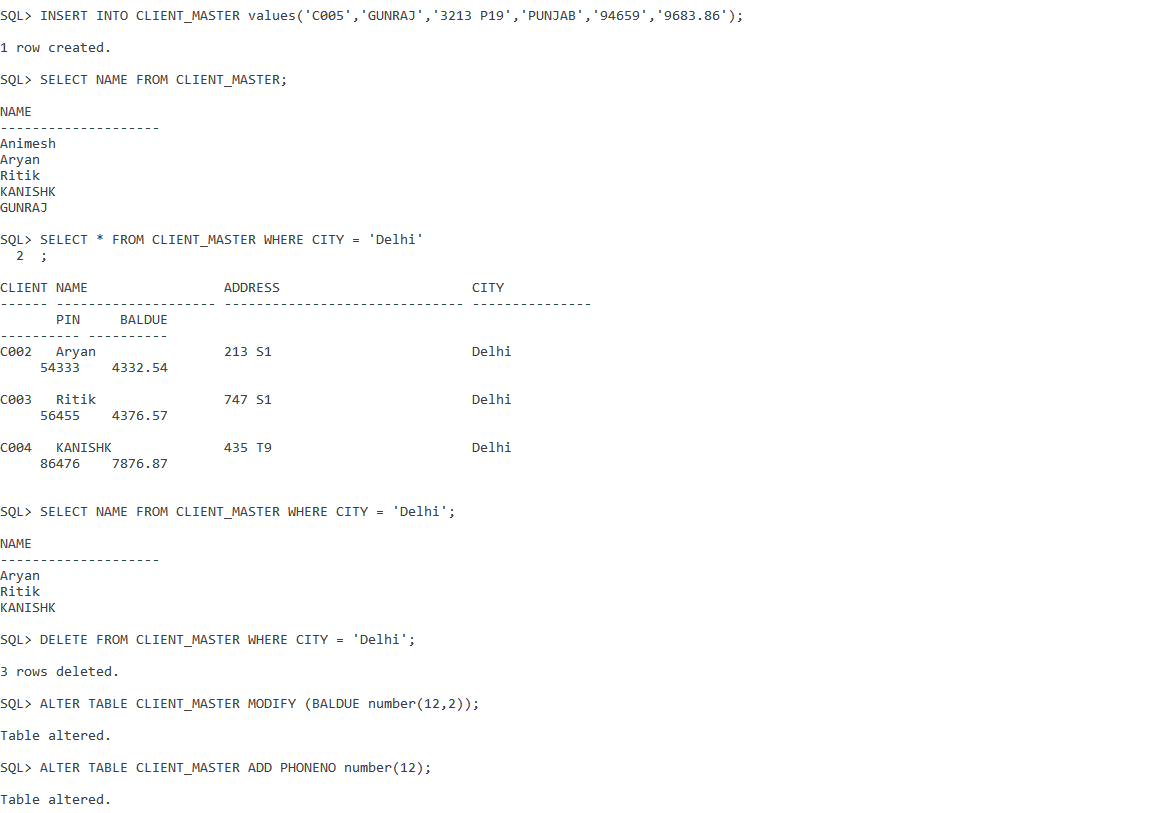 SQL> INSERT INTO CLIENT_MASTER values('C005','GUNRAJ','3213 P19','PUNJAB','94659','9683.86');
1 row created.
SQL> SELECT NAME FROM CLIENT_MASTER;
NAME
--------------------
Animesh
Aryan
Ritik
KANISHK
GUNRAJ
SQL> SELECT * FROM CLIENT_MASTER WHERE CITY = 'Delhi'
  2  ;
CLIENT NAME                 ADDRESS                        CITY
------ -------------------- ------------------------------ ---------------
       PIN     BALDUE
---------- ----------
C002   Aryan                213 S1                         Delhi
     54333    4332.54
C003   Ritik                747 S1                         Delhi
     56455    4376.57
C004   KANISHK              435 T9                         Delhi
     86476    7876.87
SQL> SELECT NAME FROM CLIENT_MASTER WHERE CITY = 'Delhi';
NAME
--------------------
Aryan
Ritik
KANISHK
SQL> DELETE FROM CLIENT_MASTER WHERE CITY = 'Delhi';
3 rows deleted.
SQL> ALTER TABLE CLIENT_MASTER MODIFY (BALDUE number(12,2));
Table altered.
SQL> ALTER TABLE CLIENT_MASTER ADD PHONENO number(12);
Table altered.